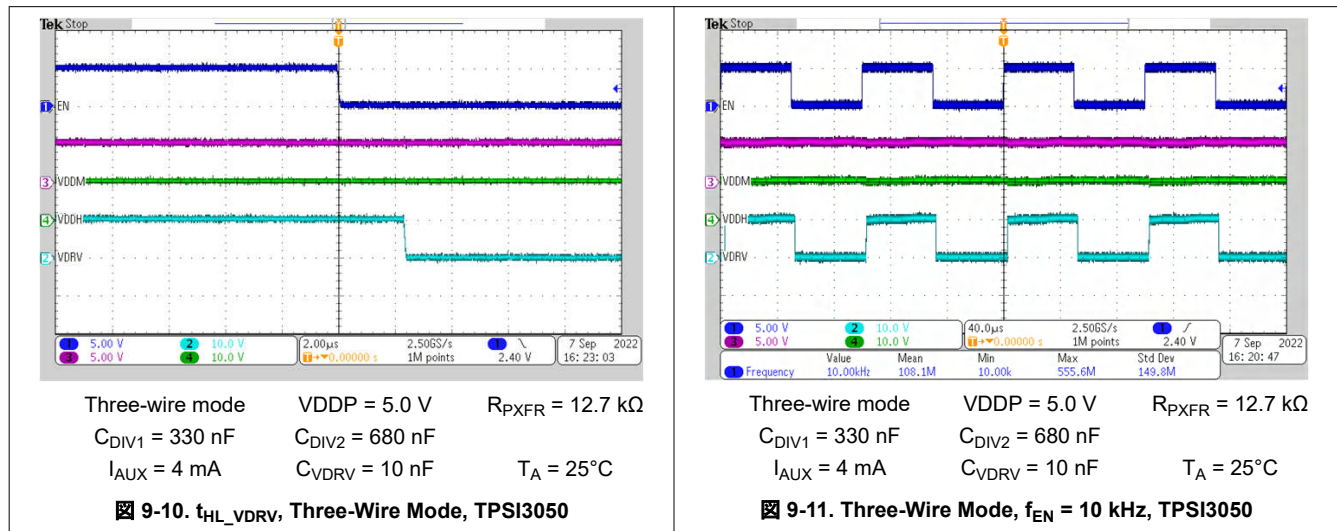 Tek Stop
T
T
1 EN
3 VDDM
4 VDDH
2 VDRV
1 5.00 V 2 10.0 V
3 5.00 V 4 10.0 V
2.00µs 2.50GS/s
T→▼0.00000 s 1M points
1 \
2.40 V
7 Sep 2022
16:23:03
Three-wire mode VDDP = 5.0 V RPXFR = 12.7 kΩ
CDIV1 = 330 nF CDIV2 = 680 nF
IAUX = 4 mA CVDRV = 10 nF TA = 25°C
図 9-10. tHL_VDRV, Three-Wire Mode, TPSI3050
Tek Stop
T
T
1 EN
3 VDDM
4 VDDH
2 VDRV
1 5.00 V 2 10.0 V
3 5.00 V 4 10.0 V
40.0µs 2.50GS/s
T→▼0.00000 s 1M points
1 /
2.40 V
7 Sep 2022
16:20:47
Value Mean Min Max Std Dev
1 Frequency 10.00kHz 108.1M 10.00k 555.6M 149.8M
Three-wire mode VDDP = 5.0 V RPXFR = 12.7 kΩ
CDIV1 = 330 nF CDIV2 = 680 nF
IAUX = 4 mA CVDRV = 10 nF TA = 25°C
図 9-11. Three-Wire Mode, fEN = 10 kHz, TPSI3050